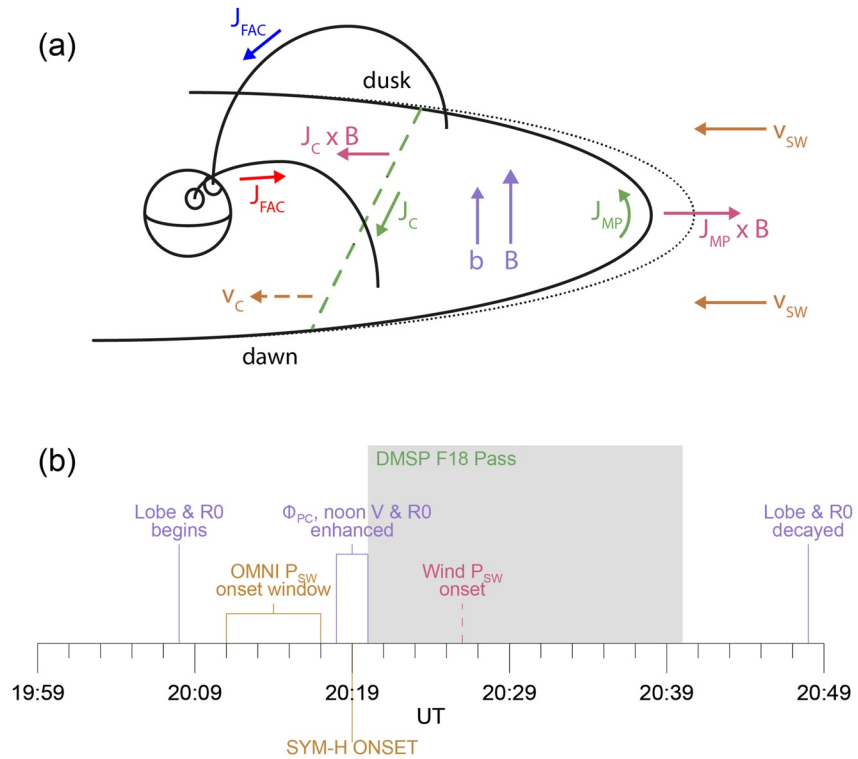 (a)
J_FAC
dusk
v_SW
J_C x B
J_FAC
J_C
J_MP
J_MP x B
b
B
v_C
v_SW
dawn
(b)
DMSP F18 Pass
Lobe & R0
begins
Φ_PC, noon V & R0
enhanced
Lobe & R0
decayed
OMNI P_SW
onset window
Wind P_SW
onset
19:59
20:09
20:19
20:29
20:39
20:49
UT
SYM-H ONSET